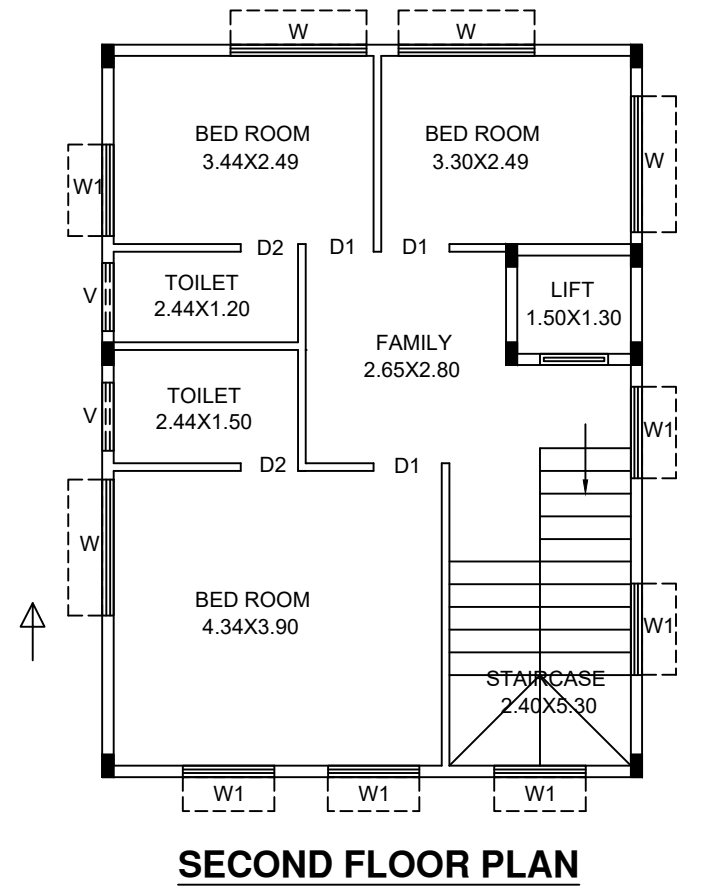 W
W
BED ROOM
3.44X2.49
BED ROOM
3.30X2.49
W
W1
D2
D1
D1
TOILET
2.44X1.20
V
LIFT
1.50X1.30
FAMILY
2.65X2.80
TOILET
2.44X1.50
V
W1
D2
D1
W
BED ROOM
4.34X3.90
W1
STAIRCASE
2.40X5.30
W1
W1
W1
SECOND FLOOR PLAN